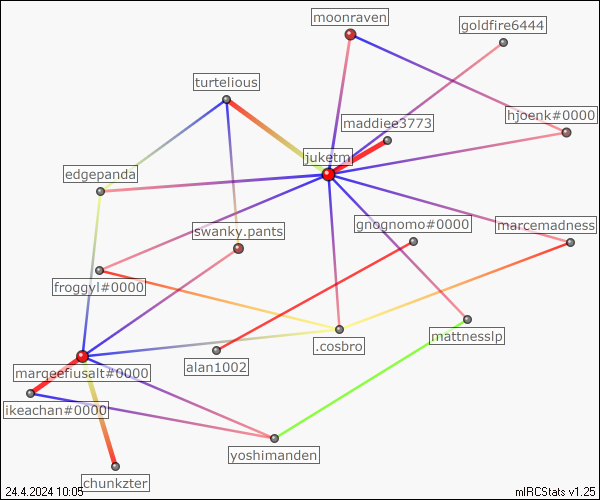 moonraven
goldfire6444
turtelious
hjoenk#0000
maddiee3773
juketm
edgepanda
gnognomo#0000
marcemadness
swanky.pants
froggyl#0000
mattnesslp
.cosbro
alan1002
marqeefiusalt#0000
ikeachan#0000
yoshimanden
chunkzter
24.4.2024 10:05
mIRCStats v1.25